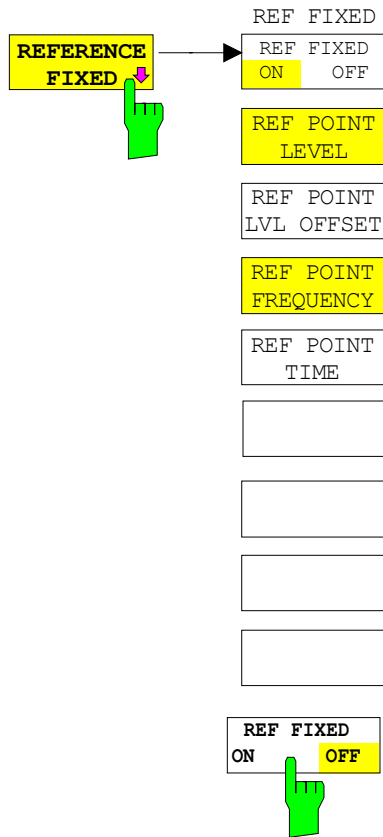 REF FIXED
REFERENCE
FIXED
REF FIXED
ON OFF
REF POINT
LEVEL
REF POINT
LVL OFFSET
REF POINT
FREQUENCY
REF POINT
TIME
REF FIXED
ON OFF